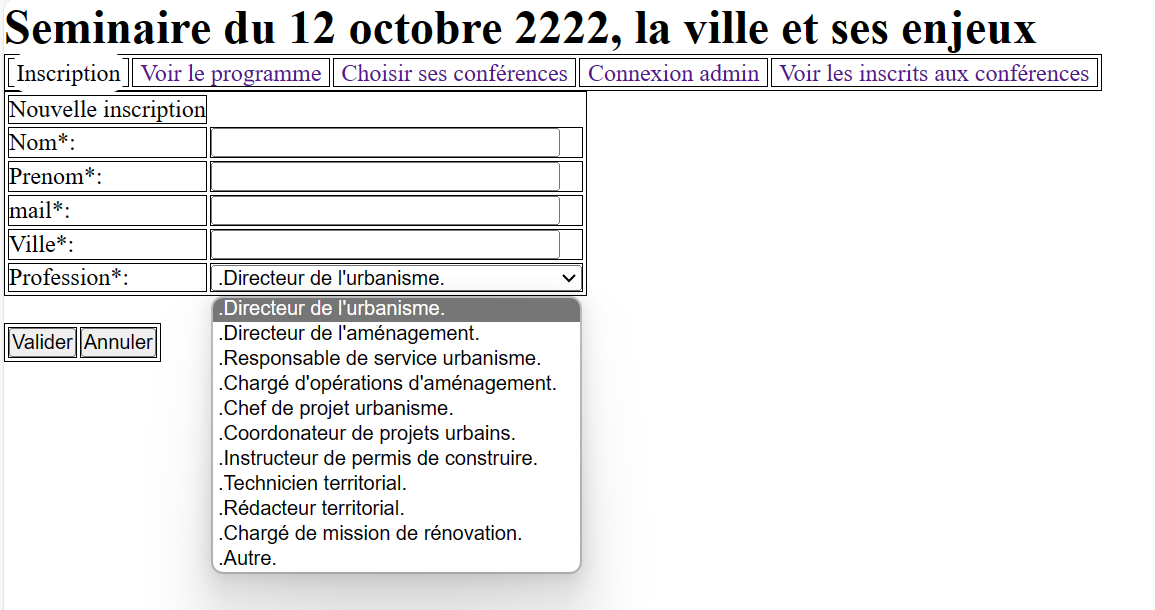 Seminaire du 12 octobre 2222, la ville et ses enjeux
Inscription Voir le programme Choisir ses conférences Connexion admin Voir les inscrits aux conférences
Nouvelle inscription
Nom*:
Prenom*:
mail*:
Ville*:
Profession*: .Directeur de l'urbanisme.
.Directeur de l'urbanisme.
.Directeur de l'aménagement.
.Responsable de service urbanisme.
.Chargé d'opérations d'aménagement.
.Chef de projet urbanisme.
.Coordonateur de projets urbains.
.Instructeur de permis de construire.
.Technicien territorial.
.Rédacteur territorial.
.Chargé de mission de rénovation.
.Autre.
Valider Annuler